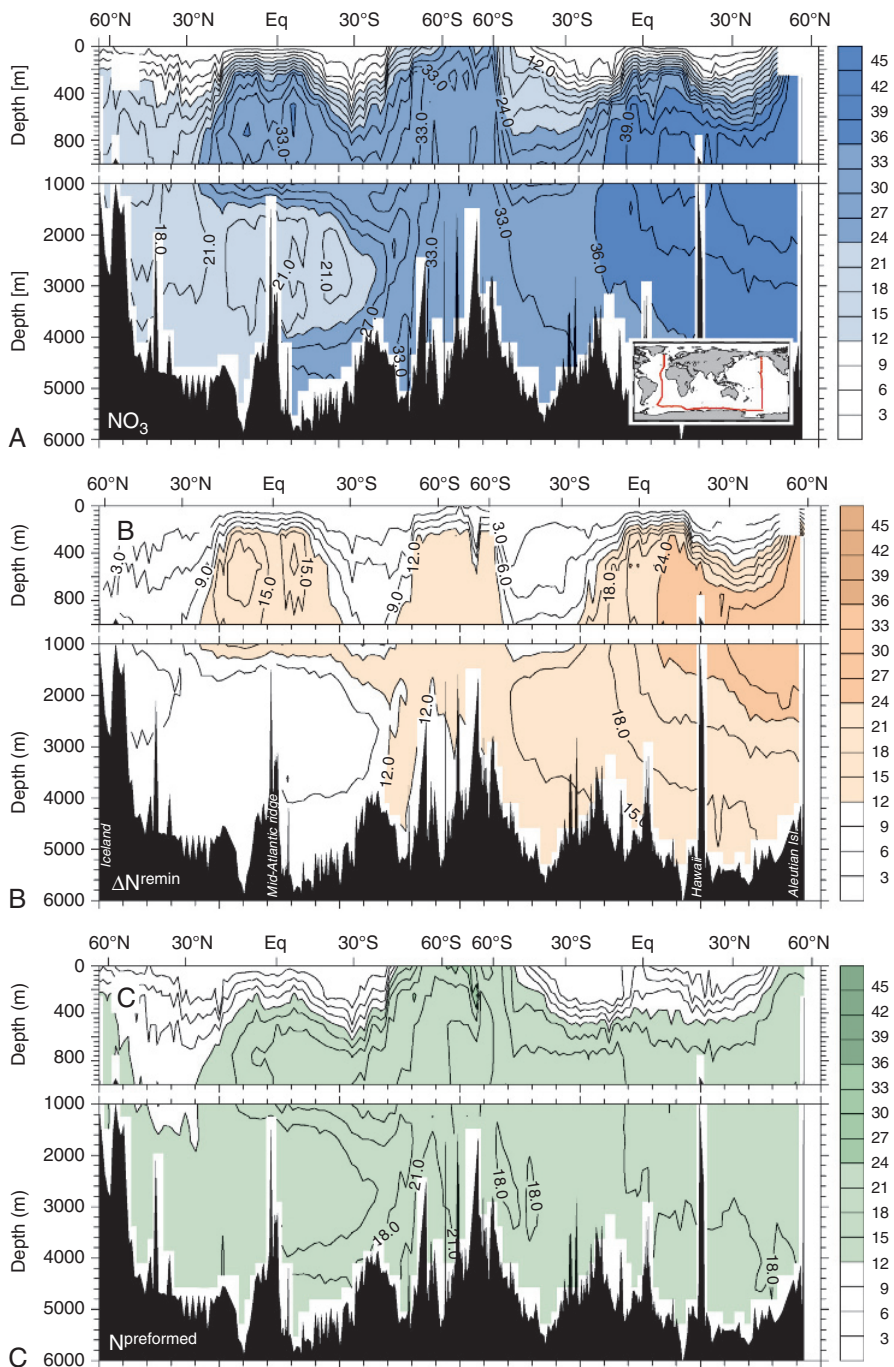 A
60°N 30°N Eq 30°S 60°S 60°S 30°S Eq 30°N 60°N
Depth [m]
0
400
800
33.0 33.0 33.0 24.0 12.0 39.0
Depth [m]
1000
2000
3000
4000
5000
6000
18.0 21.0 21.0 21.0 27.0 33.0 33.0 33.0 36.0
NO3
A
45
42
39
36
33
30
27
24
21
18
15
12
9
6
3
60°N 30°N Eq 30°S 60°S 60°S 30°S Eq 30°N 60°N
B
Depth (m)
0
400
800
3.0 9.0 15.0 15.0 9.0 12.0 3.0 6.0 18.0 24.0
Depth (m)
1000
2000
3000
4000
5000
6000
12.0 12.0 18.0 15.0
Iceland
Mid-Atlantic ridge
Hawaii
Aleutian Isl
ΔNremin
B
45
42
39
36
33
30
27
24
21
18
15
12
9
6
3
60°N 30°N Eq 30°S 60°S 60°S 30°S Eq 30°N 60°N
C
Depth (m)
0
400
800
Depth (m)
1000
2000
3000
4000
5000
6000
18.0 21.0 21.0 18.0 18.0 18.0
Npreformed
C
45
42
39
36
33
30
27
24
21
18
15
12
9
6
3